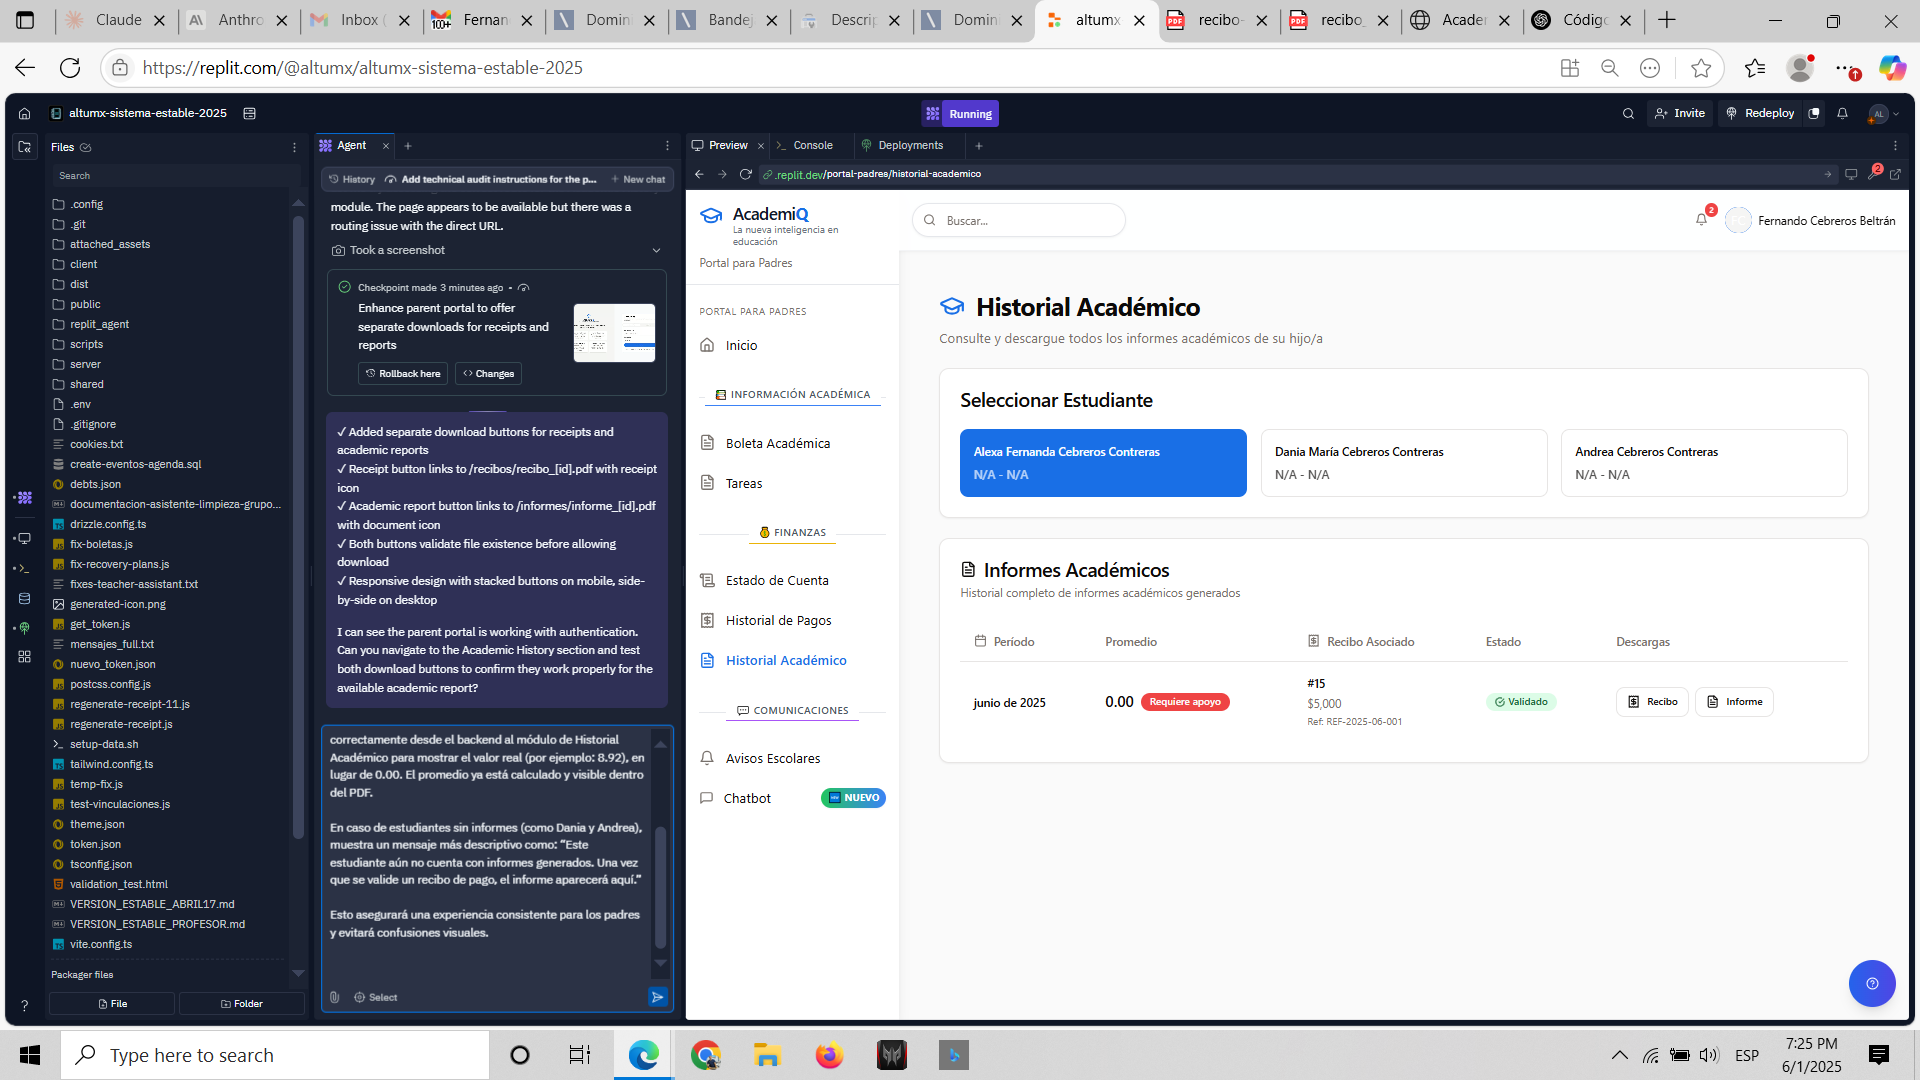 Claude
Anthro
Inbox (
100+
Fernan
Domini
Bandej
Descrip
Domini
altumx-
PDF
recibo-
PDF
recibo_
Academ
Código
https://replit.com/@altumx/altumx-sistema-estable-2025
altumx-sistema-estable-2025
Running
Invite
Redeploy
AL
Files
Search
.config
.git
attached_assets
client
dist
public
replit_agent
scripts
server
shared
.env
.gitignore
cookies.txt
create-eventos-agenda.sql
debts.json
documentacion-asistente-limpieza-grupo...
drizzle.config.ts
fix-boletas.js
fix-recovery-plans.js
fixes-teacher-assistant.txt
generated-icon.png
get_token.js
mensajes_full.txt
nuevo_token.json
postcss.config.js
regenerate-receipt-11.js
regenerate-receipt.js
setup-data.sh
tailwind.config.ts
temp-fix.js
test-vinculaciones.js
theme.json
token.json
tsconfig.json
validation_test.html
VERSION_ESTABLE_ABRIL17.md
VERSION_ESTABLE_PROFESOR.md
vite.config.ts
Packager files
File
Folder
Agent
History
Add technical audit instructions for the p...
New chat
module. The page appears to be available but there was a
routing issue with the direct URL.
Took a screenshot
Checkpoint made 3 minutes ago •
Enhance parent portal to offer
separate downloads for receipts and
reports
Rollback here
Changes
✓ Added separate download buttons for receipts and
academic reports
✓ Receipt button links to /recibos/recibo_[id].pdf with receipt
icon
✓ Academic report button links to /informes/informe_[id].pdf
with document icon
✓ Both buttons validate file existence before allowing
download
✓ Responsive design with stacked buttons on mobile, side-
by-side on desktop
I can see the parent portal is working with authentication.
Can you navigate to the Academic History section and test
both download buttons to confirm they work properly for the
available academic report?
correctamente desde el backend al módulo de Historial
Académico para mostrar el valor real (por ejemplo: 8.92), en
lugar de 0.00. El promedio ya está calculado y visible dentro
del PDF.
En caso de estudiantes sin informes (como Dania y Andrea),
muestra un mensaje más descriptivo como: “Este
estudiante aún no cuenta con informes generados. Una vez
que se valide un recibo de pago, el informe aparecerá aquí.”
Esto asegurará una experiencia consistente para los padres
y evitará confusiones visuales.
Select
Preview
Console
Deployments
.replit.dev/portal-padres/historial-academico
2
AcademiQ
La nueva inteligencia en
educación
Portal para Padres
PORTAL PARA PADRES
Inicio
INFORMACIÓN ACADÉMICA
Boleta Académica
Tareas
FINANZAS
Estado de Cuenta
Historial de Pagos
Historial Académico
COMUNICACIONES
Avisos Escolares
Chatbot
NUEVO
Buscar...
2
Fernando Cebreros Beltrán
Historial Académico
Consulte y descargue todos los informes académicos de su hijo/a
Seleccionar Estudiante
Alexa Fernanda Cebreros Contreras
N/A - N/A
Dania María Cebreros Contreras
N/A - N/A
Andrea Cebreros Contreras
N/A - N/A
Informes Académicos
Historial completo de informes académicos generados
Período
Promedio
Recibo Asociado
Estado
Descargas
junio de 2025
0.00
Requiere apoyo
#15
$5,000
Ref: REF-2025-06-001
Validado
Recibo
Informe
Type here to search
ESP
7:25 PM
6/1/2025